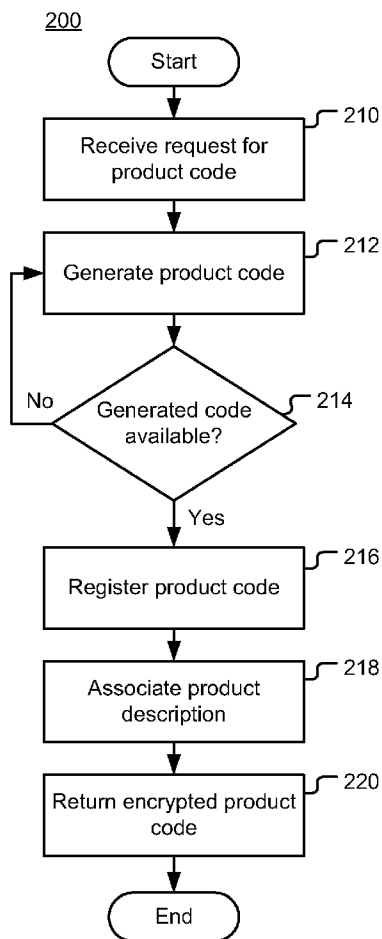 200
Start
210
Receive request for
product code
212
Generate product code
No
Generated code
available?
214
Yes
216
Register product code
218
Associate product
description
220
Return encrypted product
code
End